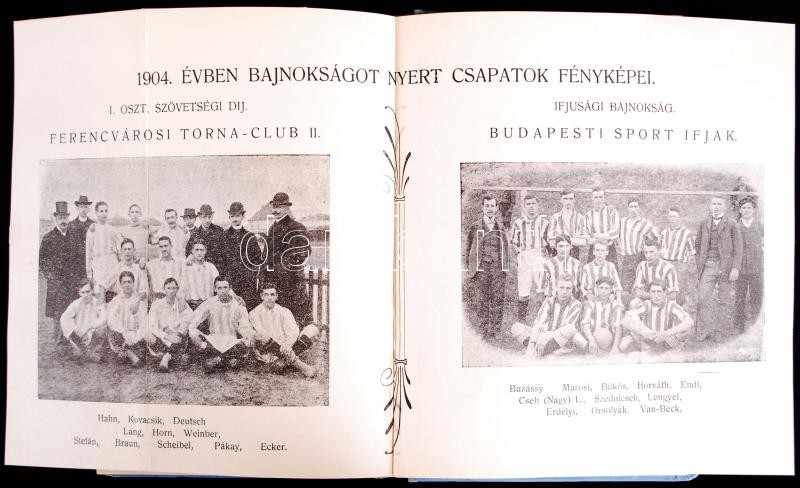 1904. ÉVBEN BAJNOKSÁGOT NYERT CSAPATOK FÉNYKÉPEI.
I. OSZT. SZÖVETSÉGI DIJ.
FERENCVÁROSI TORNA-CLUB II.
Hahn, Kovacsik, Deutsch
Lang, Horn, Weinber,
Stefán, Braun, Scheibel, Pákay, Ecker.
IFJUSÁGI BAJNOKSÁG.
BUDAPESTI SPORT IFJAK.
Buzássy Marosi, Bükös, Horváth, Endl,
Cseh (Nagy) L., Szednicsek, Lengyel,
Erdélyi, Orsolyák, Van-Beck,